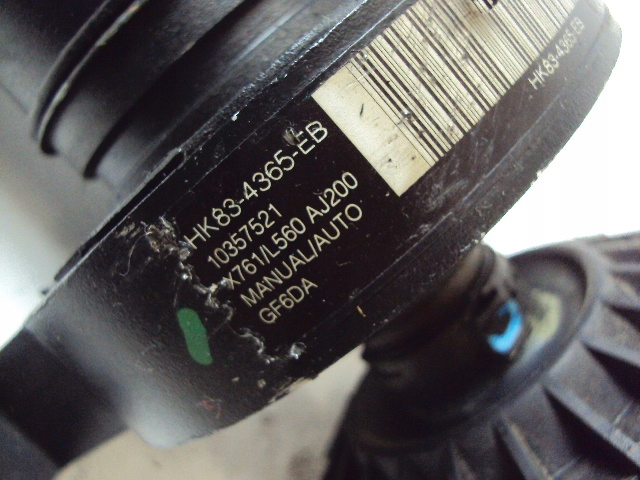 HK83-4365-EB
10357521
X761/L560 AJ200
MANUAL/AUTO
GF6DA
HK83-4365-EB